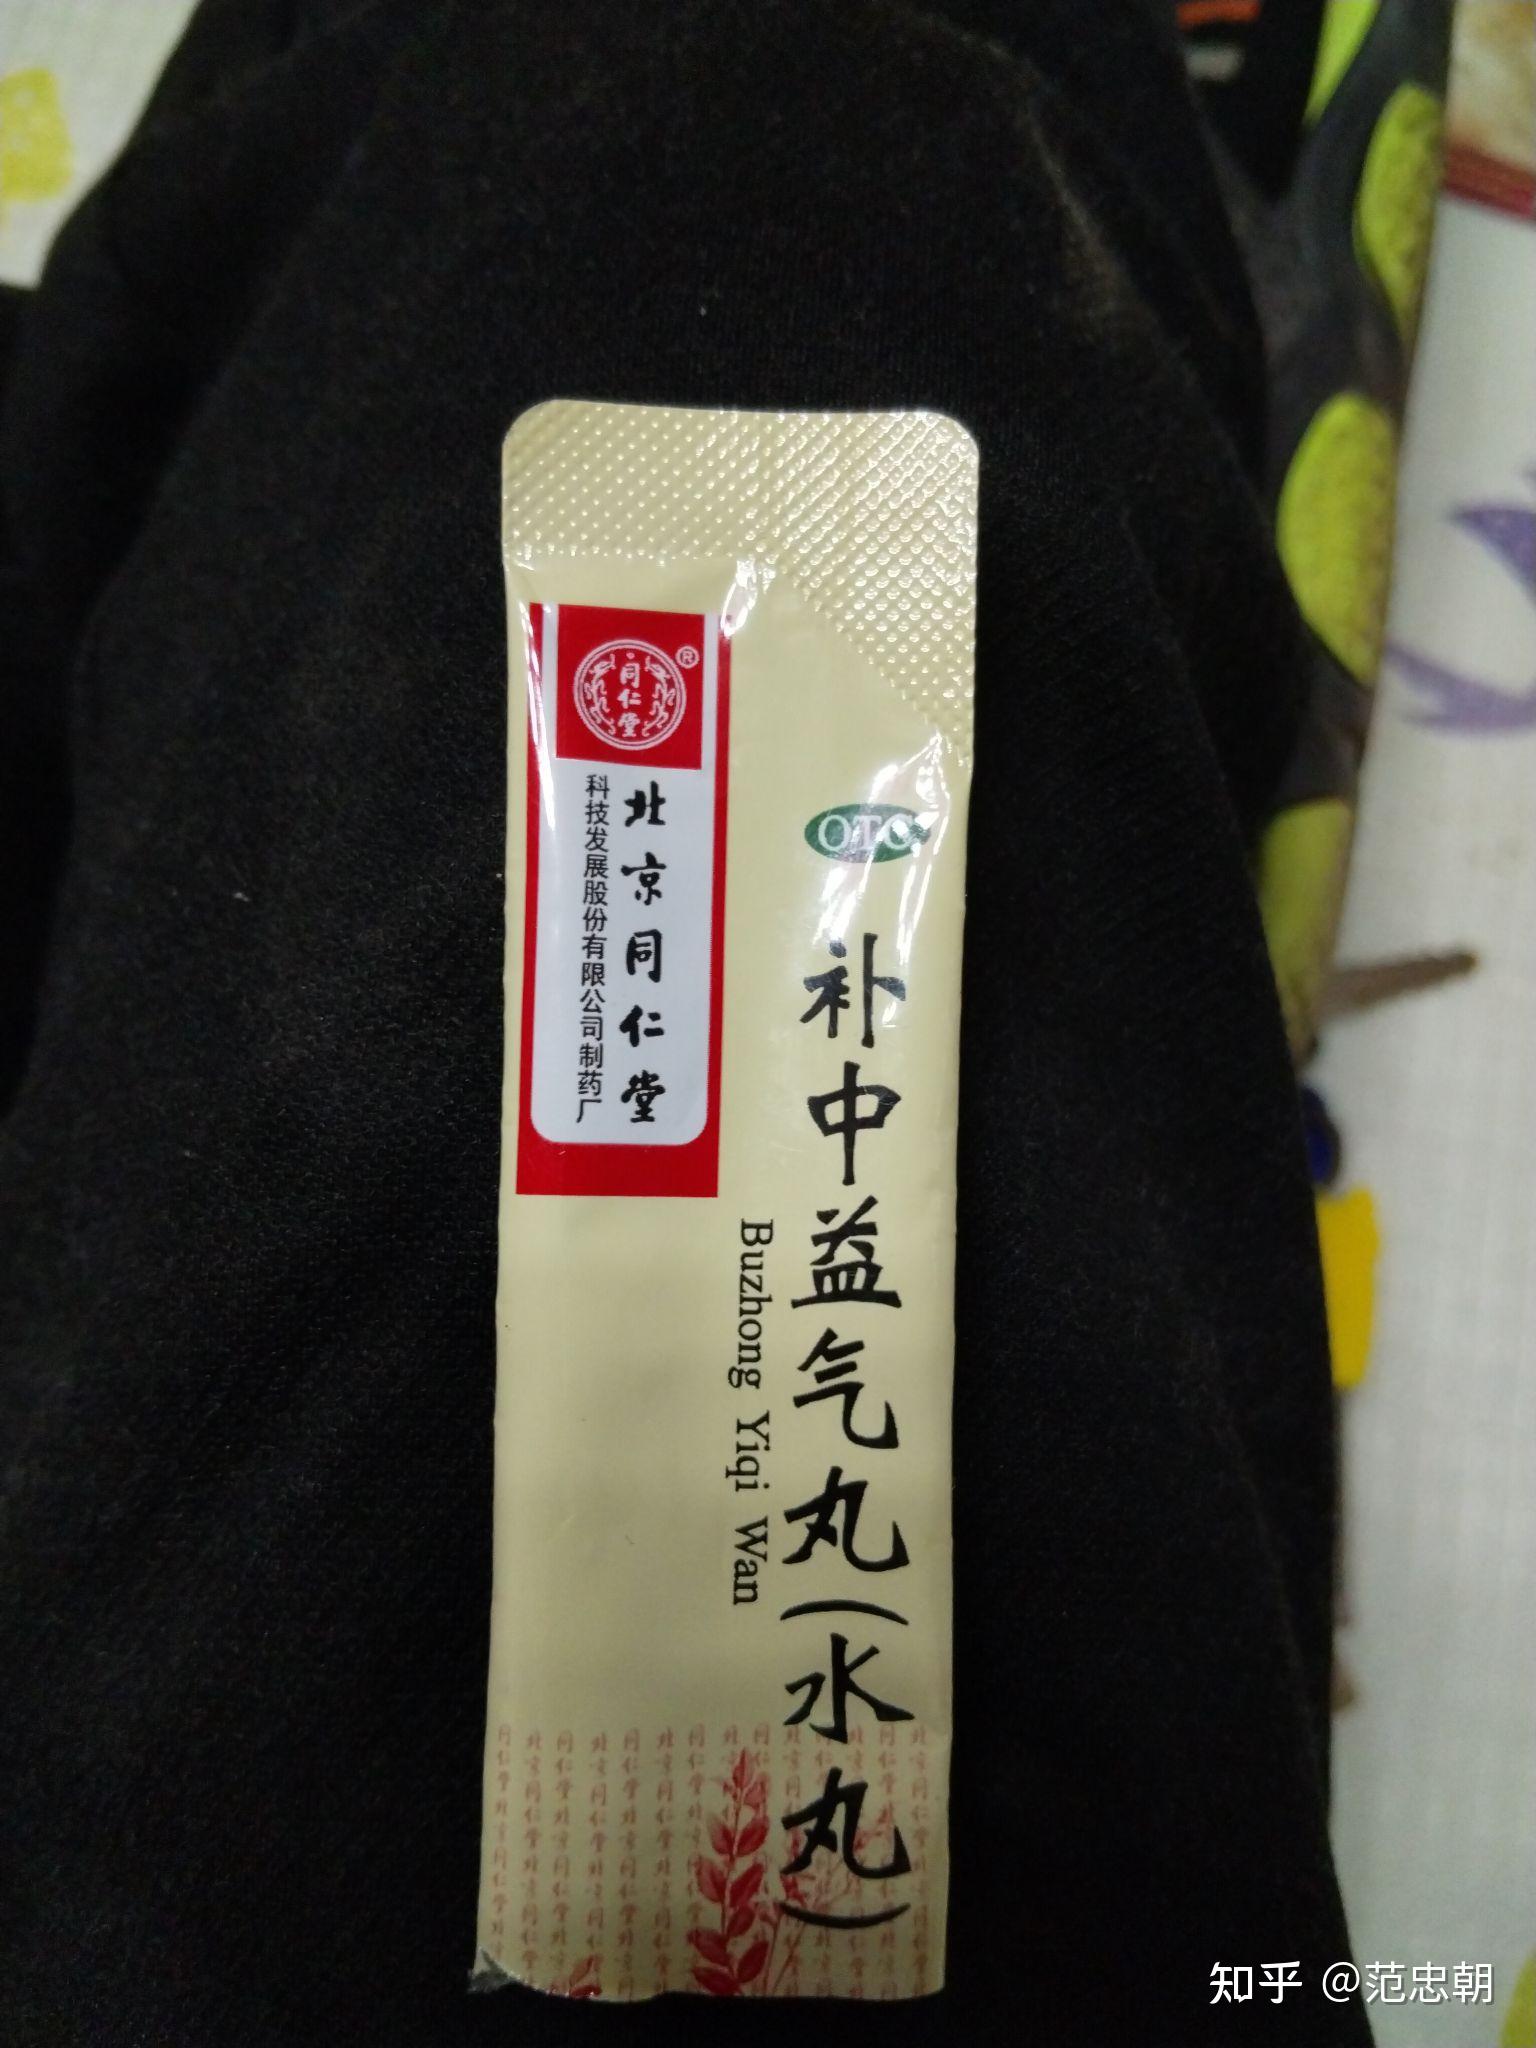 同仁堂
®
北京同仁堂
科技发展股份有限公司制药厂
OTC
补中益气丸(水丸)
Buzhong Yiqi Wan
知乎 @范忠朝